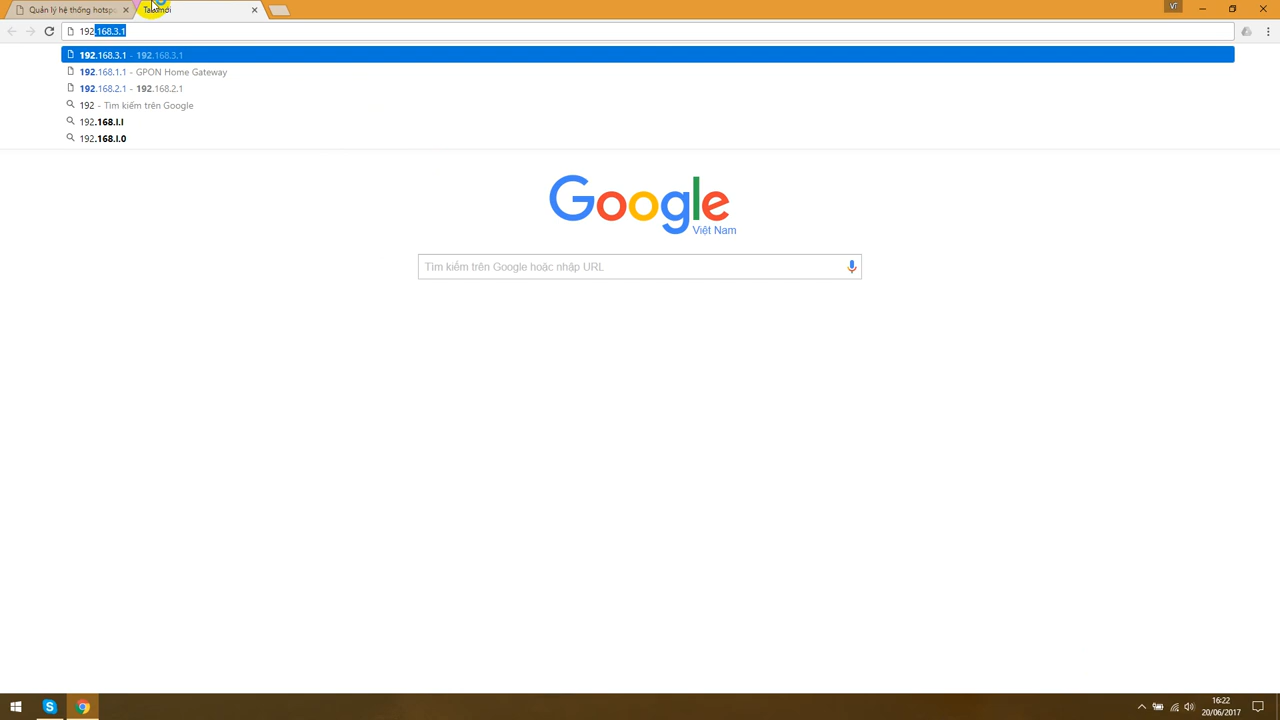 Quản lý hệ thống hotsp
VT
192.168.3.1
192.168.3.1 - 192.168.3.1
192.168.1.1 - GPON Home Gateway
192.168.2.1 - 192.168.2.1
192 - Tìm kiếm trên Google
192.168.l.l
192.168.l.0
Google
Việt Nam
Tìm kiếm trên Google hoặc nhập URL
16:22
20/06/2017